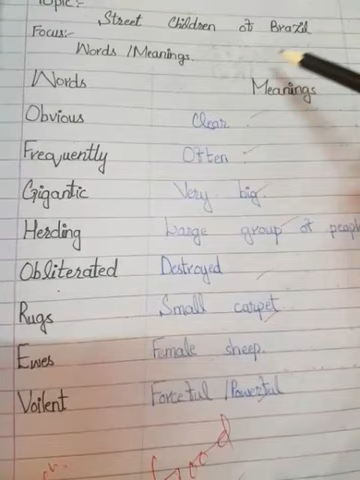 Topic:-
Street Children of Brazil
Focus:-
Words /Meanings.
Words Meanings
Obvious Clear
Frequently Often
Gigantic Very big
Herding Large group of peopl
Obliterated Destroyed
Rugs Small carpet
Ewes Female sheep.
Voilent Forceful /Powerful
Good